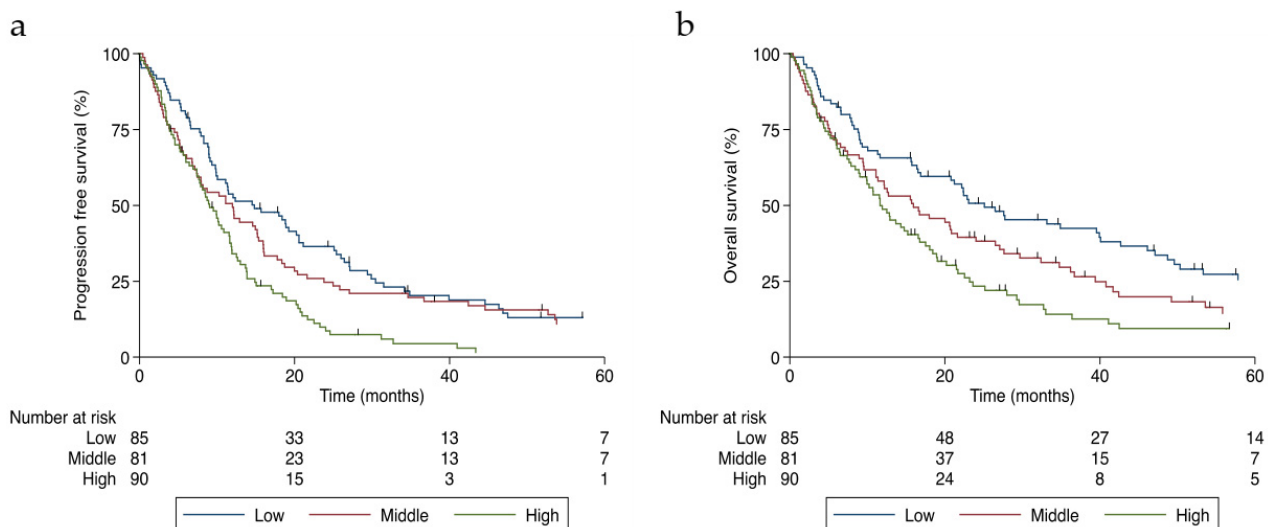 a
100
75
50
25
0
Progression free survival (%)
0 20 40 60
Time (months)
Number at risk
Low 85 33 13 7
Middle 81 23 13 7
High 90 15 3 1
Low Middle High
b
100
75
50
25
0
Overall survival (%)
0 20 40 60
Time (months)
Number at risk
Low 85 48 27 14
Middle 81 37 15 7
High 90 24 8 5
Low Middle High